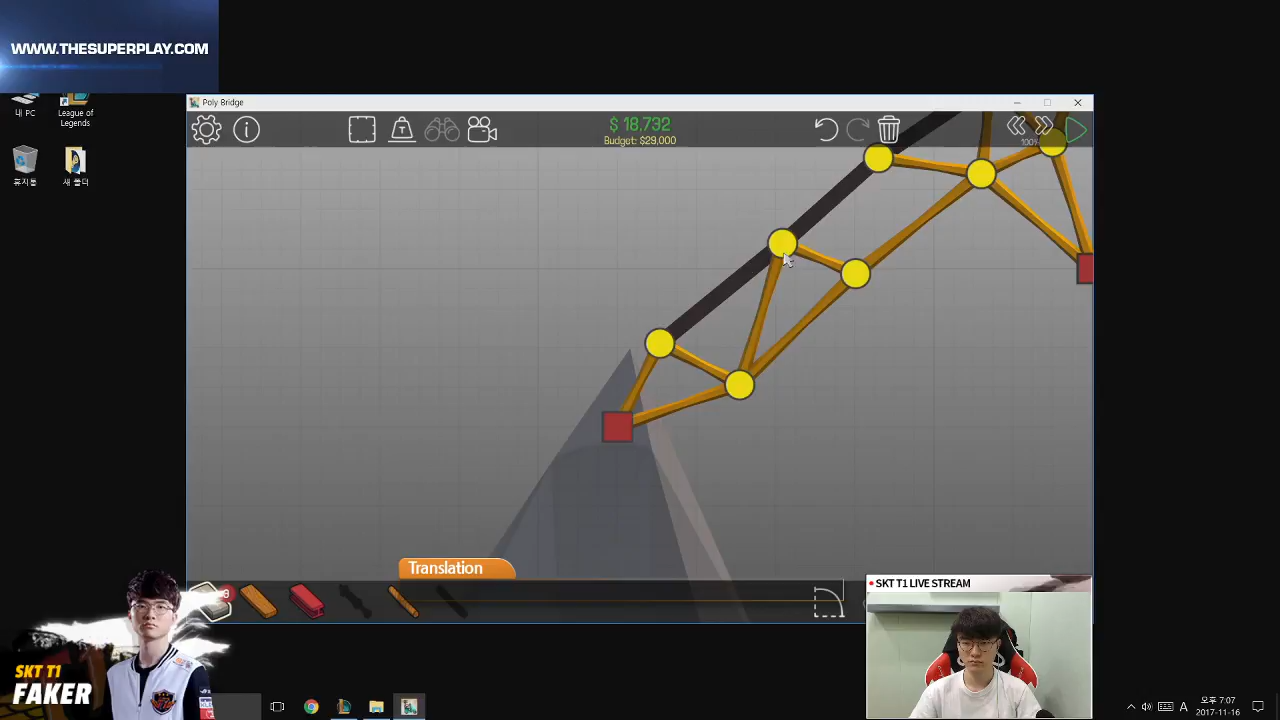 WWW.THESUPERPLAY.COM
내 PC
League of
Legends
휴지통
새 폴더
Poly Bridge
$ 18,732
Budget: $29,000
100%
T
Translation
SKT T1
FAKER
SKT T1 LIVE STREAM
A
오후 7:07
2017-11-16